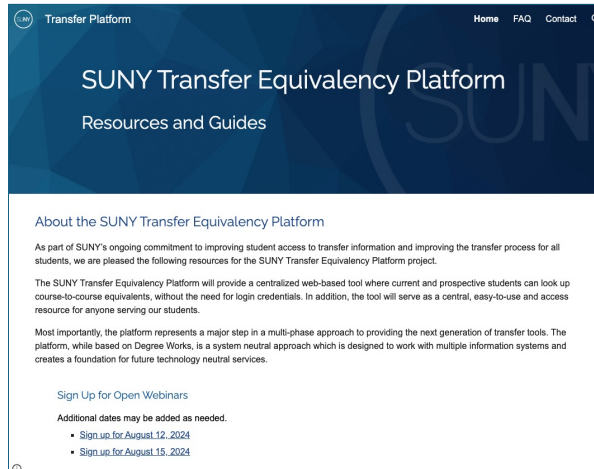 SUNY Transfer Platform Home FAQ Contact
SUNY Transfer Equivalency Platform
Resources and Guides
About the SUNY Transfer Equivalency Platform
As part of SUNY's ongoing commitment to improving student access to transfer information and improving the transfer process for all
students, we are pleased the following resources for the SUNY Transfer Equivalency Platform project.
The SUNY Transfer Equivalency Platform will provide a centralized web-based tool where current and prospective students can look up
course-to-course equivalents, without the need for login credentials. In addition, the tool will serve as a central, easy-to-use and access
resource for anyone serving our students.
Most importantly, the platform represents a major step in a multi-phase approach to providing the next generation of transfer tools. The
platform, while based on Degree Works, is a system neutral approach which is designed to work with multiple information systems and
creates a foundation for future technology neutral services.
Sign Up for Open Webinars
Additional dates may be added as needed.
▪ Sign up for August 12, 2024
▪ Sign up for August 15, 2024